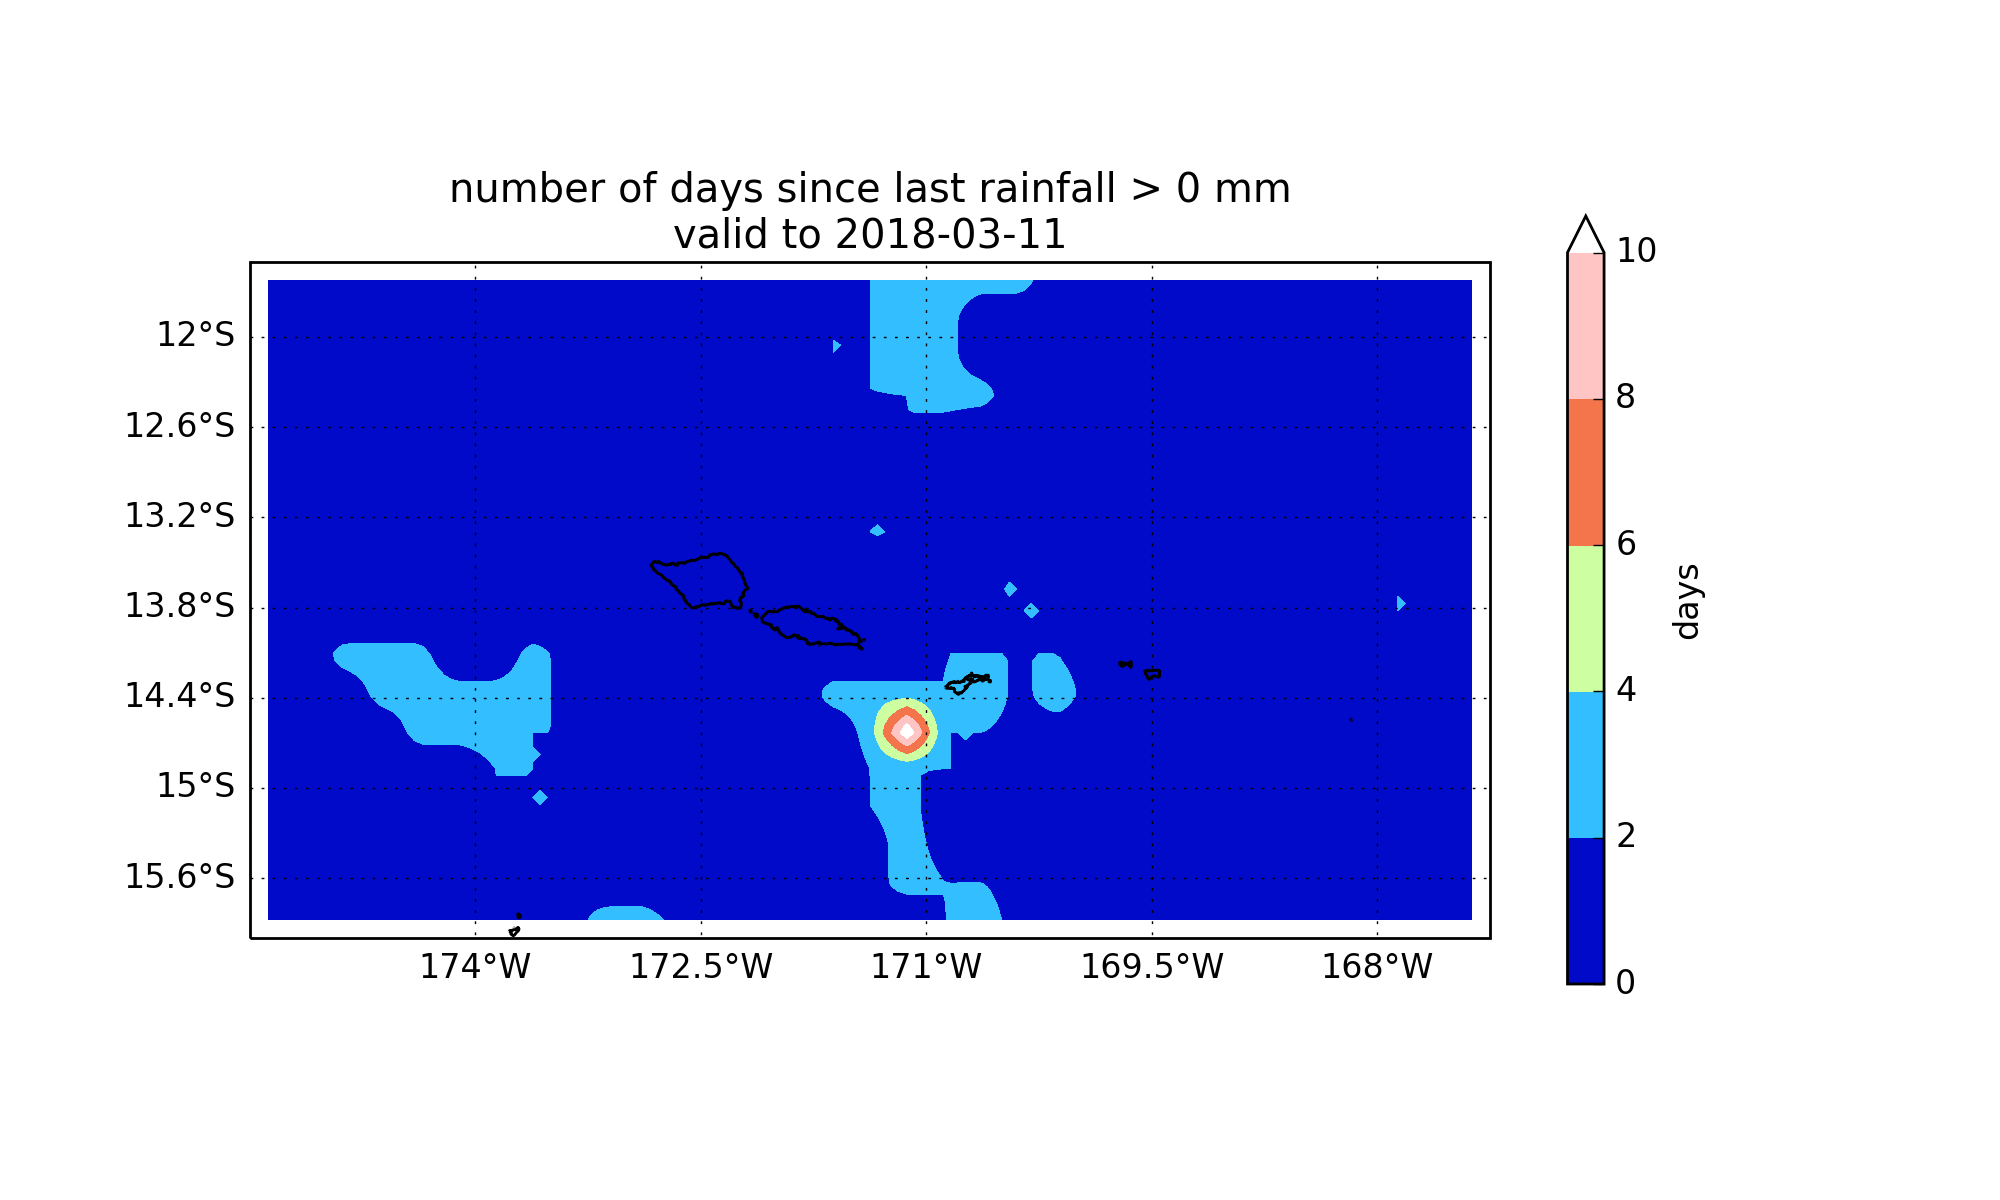 number of days since last rainfall > 0 mm
valid to 2018-03-11
12°S
12.6°S
13.2°S
13.8°S
14.4°S
15°S
15.6°S
174°W
172.5°W
171°W
169.5°W
168°W
10
8
6
4
2
0
days